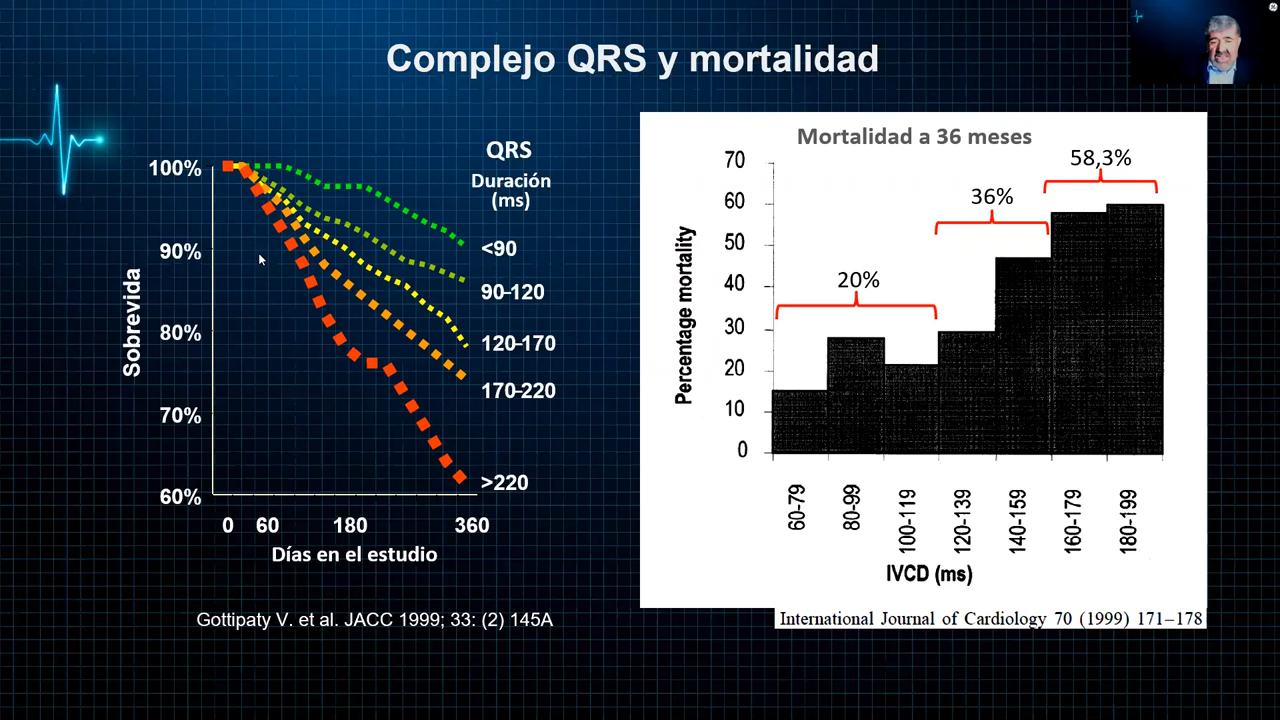 Complejo QRS y mortalidad
QRS
Duración
(ms)
100%
90%
80%
70%
60%
Sobrevida
<90
90-120
120-170
170-220
>220
0 60 180 360
Días en el estudio
Gottipaty V. et al. JACC 1999; 33: (2) 145A
Mortalidad a 36 meses
70
60
50
40
30
20
10
0
Percentage mortality
20%
36%
58,3%
60-79
80-99
100-119
120-139
140-159
160-179
180-199
IVCD (ms)
International Journal of Cardiology 70 (1999) 171–178